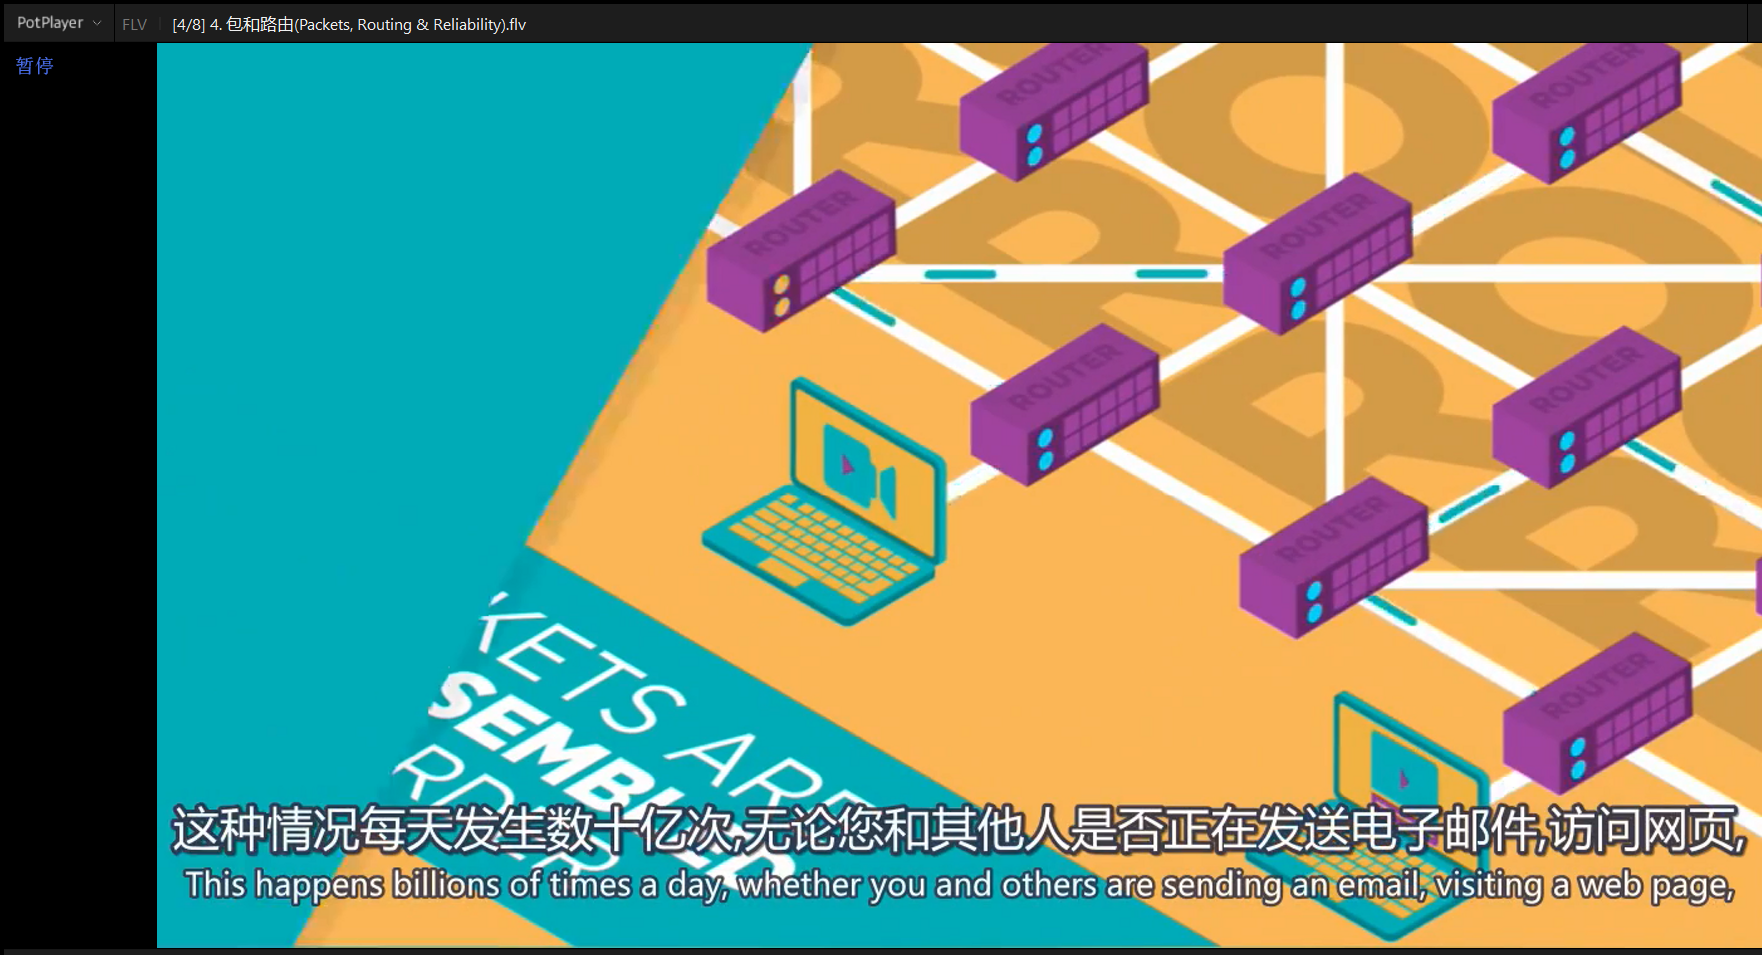 PotPlayer FLV [4/8] 4. 包和路由(Packets, Routing & Reliability).flv
暂停
ROUTER
ROUTER
ROUTER
ROUTER
ROUTER
ROUTER
ROUTER
ROUTER
KETS ARE
SEMBLED
RDER
这种情况每天发生数十亿次,无论您和其他人是否正在发送电子邮件,访问网页,
This happens billions of times a day, whether you and others are sending an email, visiting a web page,